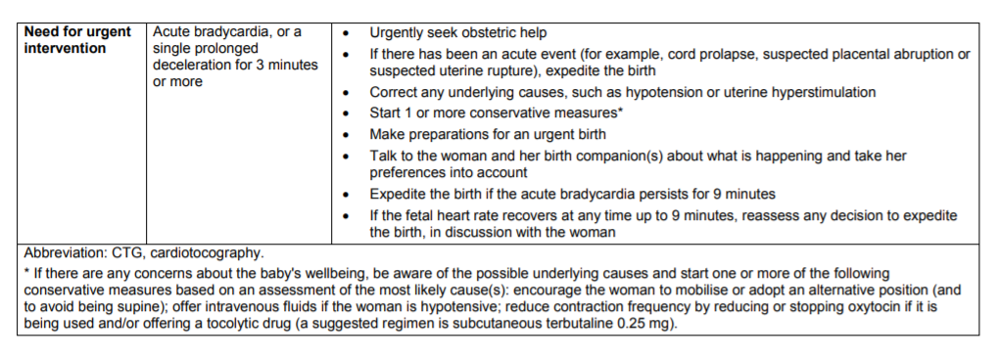 Need for urgent
intervention
Acute bradycardia, or a
single prolonged
deceleration for 3 minutes
or more
• Urgently seek obstetric help
• If there has been an acute event (for example, cord prolapse, suspected placental abruption or
suspected uterine rupture), expedite the birth
• Correct any underlying causes, such as hypotension or uterine hyperstimulation
• Start 1 or more conservative measures*
• Make preparations for an urgent birth
• Talk to the woman and her birth companion(s) about what is happening and take her
preferences into account
• Expedite the birth if the acute bradycardia persists for 9 minutes
• If the fetal heart rate recovers at any time up to 9 minutes, reassess any decision to expedite
the birth, in discussion with the woman
Abbreviation: CTG, cardiotocography.
* If there are any concerns about the baby's wellbeing, be aware of the possible underlying causes and start one or more of the following
conservative measures based on an assessment of the most likely cause(s): encourage the woman to mobilise or adopt an alternative position (and
to avoid being supine); offer intravenous fluids if the woman is hypotensive; reduce contraction frequency by reducing or stopping oxytocin if it is
being used and/or offering a tocolytic drug (a suggested regimen is subcutaneous terbutaline 0.25 mg).